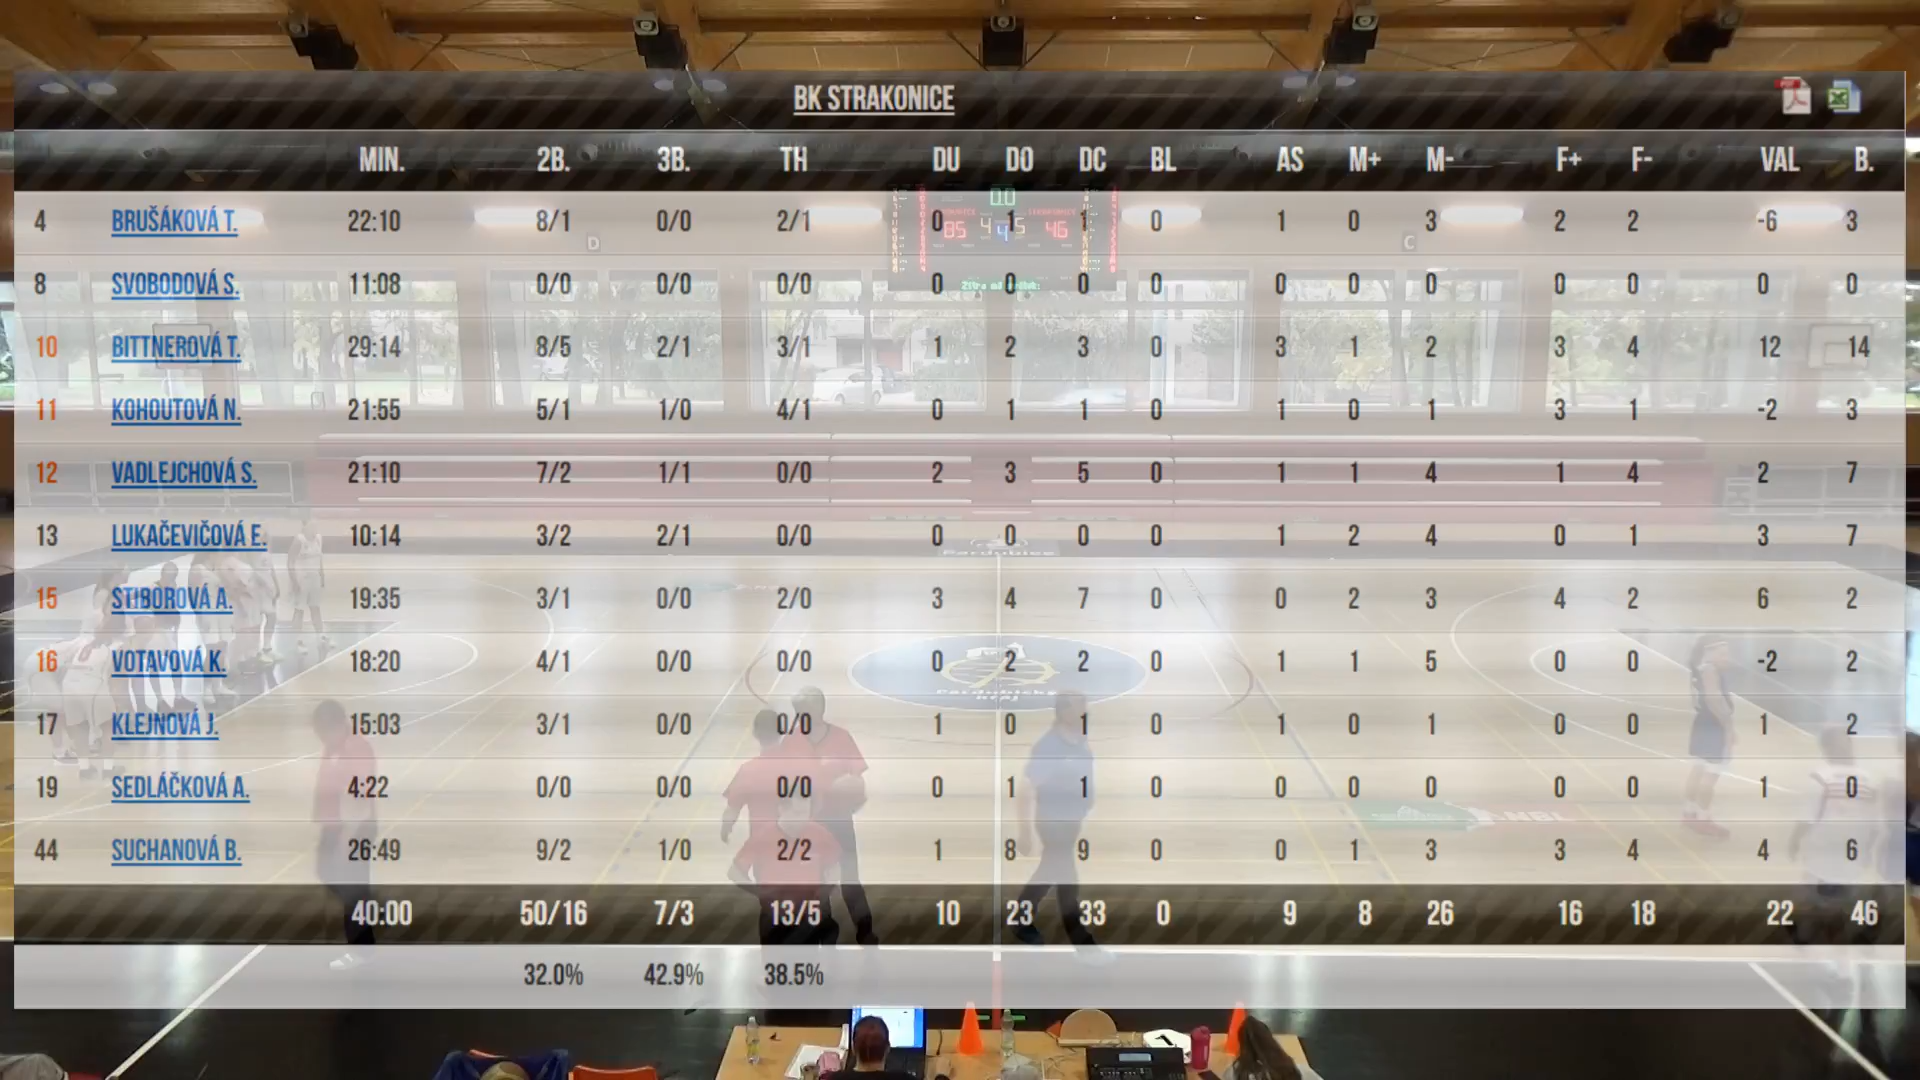 BK STRAKONICE
MIN. 2B. 3B. TH DU DO DC BL AS M+ M- F+ F- VAL B.
4 BRUŠÁKOVÁ T. 22:10 8/1 0/0 2/1 0 1 1 0 1 0 3 2 2 -6 3
8 SVOBODOVÁ S. 11:08 0/0 0/0 0/0 0 0 0 0 0 0 0 0 0 0 0
10 BITTNEROVÁ T. 29:14 8/5 2/1 3/1 1 2 3 0 3 1 2 3 4 12 14
11 KOHOUTOVÁ N. 21:55 5/1 1/0 4/1 0 1 1 0 1 0 1 3 1 -2 3
12 VADLEJCHOVÁ S. 21:10 7/2 1/1 0/0 2 3 5 0 1 1 4 1 4 2 7
13 LUKAČEVIČOVÁ E. 10:14 3/2 2/1 0/0 0 0 0 0 1 2 4 0 1 3 7
15 STIBOROVÁ A. 19:35 3/1 0/0 2/0 3 4 7 0 0 2 3 4 2 6 2
16 VOTAVOVÁ K. 18:20 4/1 0/0 0/0 0 2 2 0 1 1 5 0 0 -2 2
17 KLEJNOVÁ J. 15:03 3/1 0/0 0/0 1 0 1 0 1 0 1 0 0 1 2
19 SEDLÁČKOVÁ A. 4:22 0/0 0/0 0/0 0 1 1 0 0 0 0 0 0 1 0
44 SUCHANOVÁ B. 26:49 9/2 1/0 2/2 1 8 9 0 0 1 3 3 4 4 6
40:00 50/16 7/3 13/5 10 23 33 0 9 8 26 16 18 22 46
32.0% 42.9% 38.5%
0.0
85 4 4 5 46
D
C
Pardubice
Pardubický
kraj